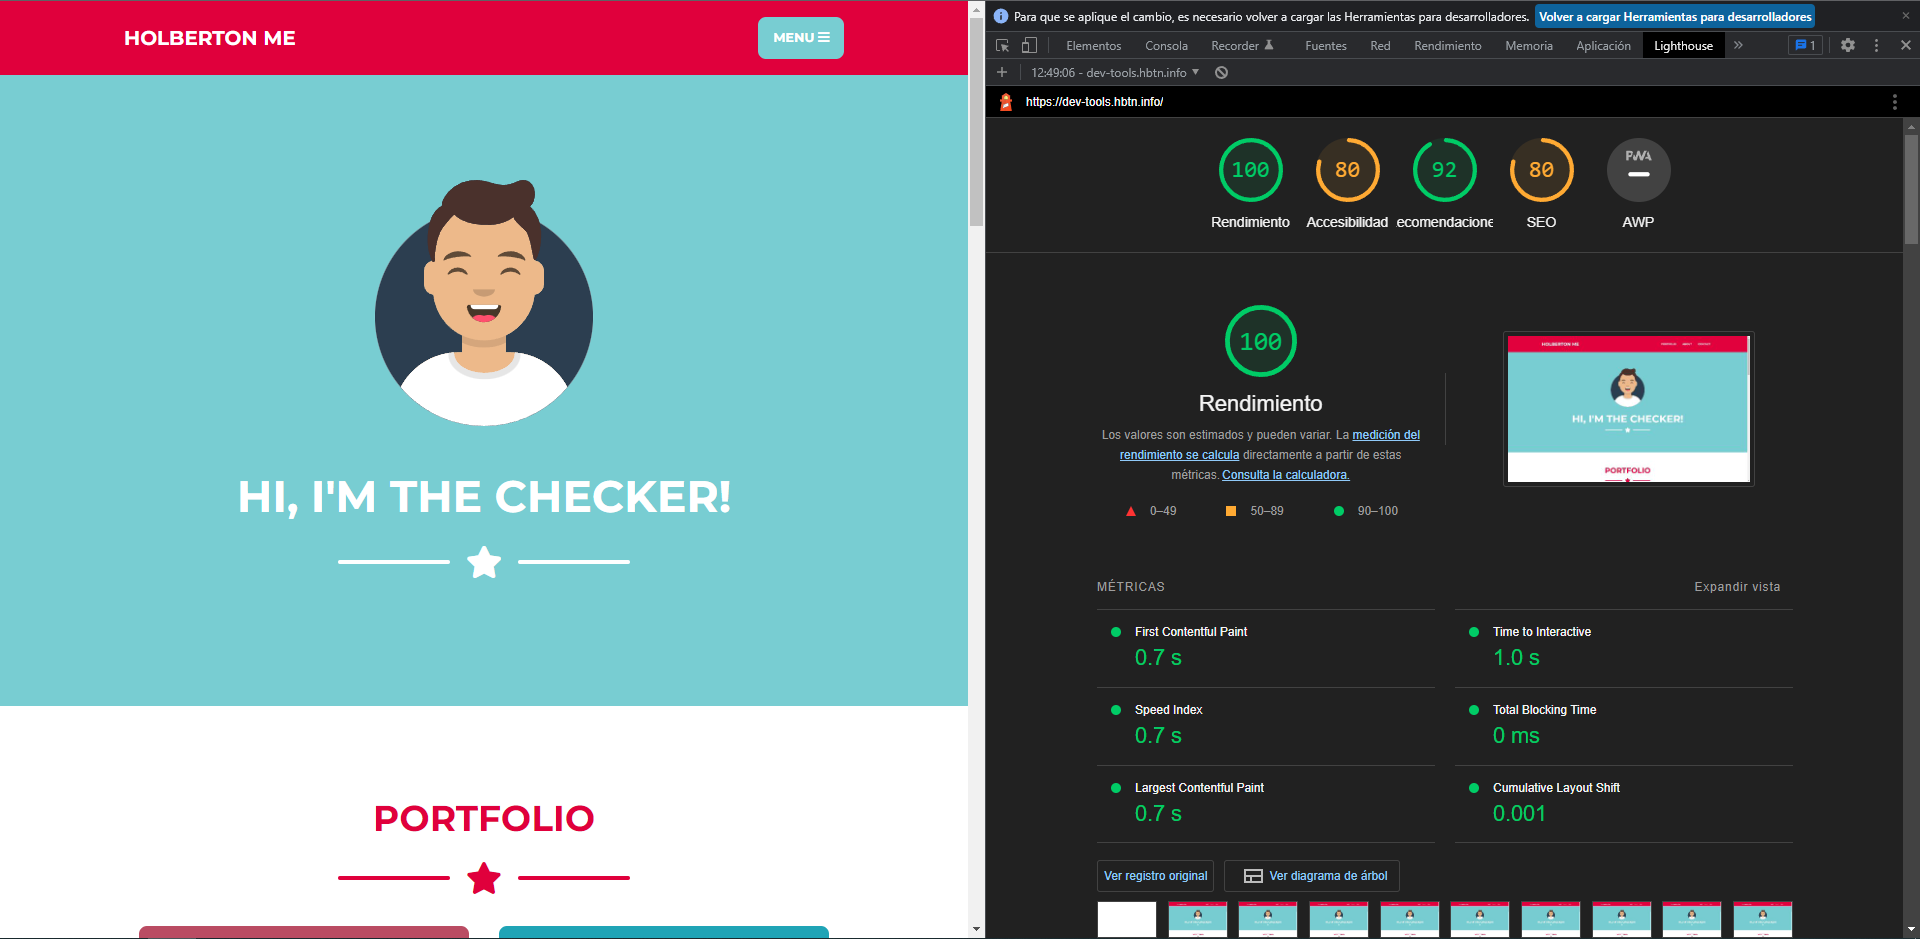 HOLBERTON ME
MENU
HI, I'M THE CHECKER!
PORTFOLIO
Para que se aplique el cambio, es necesario volver a cargar las Herramientas para desarrolladores. Volver a cargar Herramientas para desarrolladores
Elementos Consola Recorder Fuentes Red Rendimiento Memoria Aplicación Lighthouse 1
12:49:06 - dev-tools.hbtn.info
https://dev-tools.hbtn.info/
100 80 92 80 PWA
Rendimiento Accesibilidad ecomendacione SEO AWP
100
Rendimiento
Los valores son estimados y pueden variar. La medición del
rendimiento se calcula directamente a partir de estas
métricas. Consulta la calculadora.
0–49 50–89 90–100
HOLBERTON ME
HI, I'M THE CHECKER!
PORTFOLIO
MÉTRICAS Expandir vista
First Contentful Paint Time to Interactive
0.7 s 1.0 s
Speed Index Total Blocking Time
0.7 s 0 ms
Largest Contentful Paint Cumulative Layout Shift
0.7 s 0.001
Ver registro original Ver diagrama de árbol